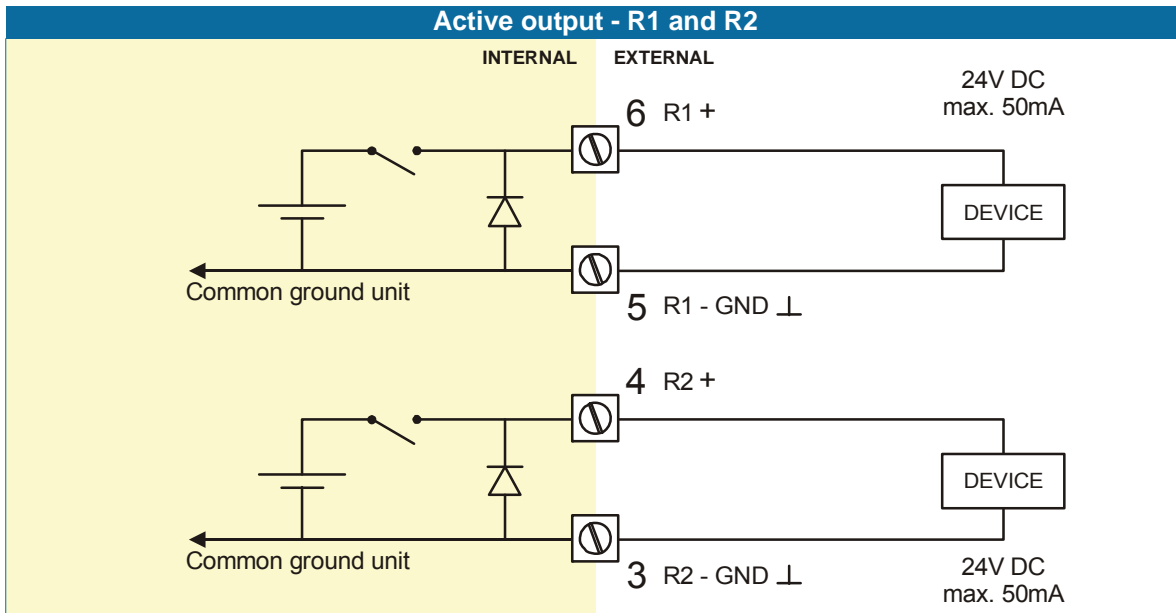 Active output - R1 and R2
INTERNAL EXTERNAL
24V DC
max. 50mA
6 R1 +
DEVICE
Common ground unit
5 R1 - GND ⊥
4 R2 +
DEVICE
Common ground unit
3 R2 - GND ⊥
24V DC
max. 50mA